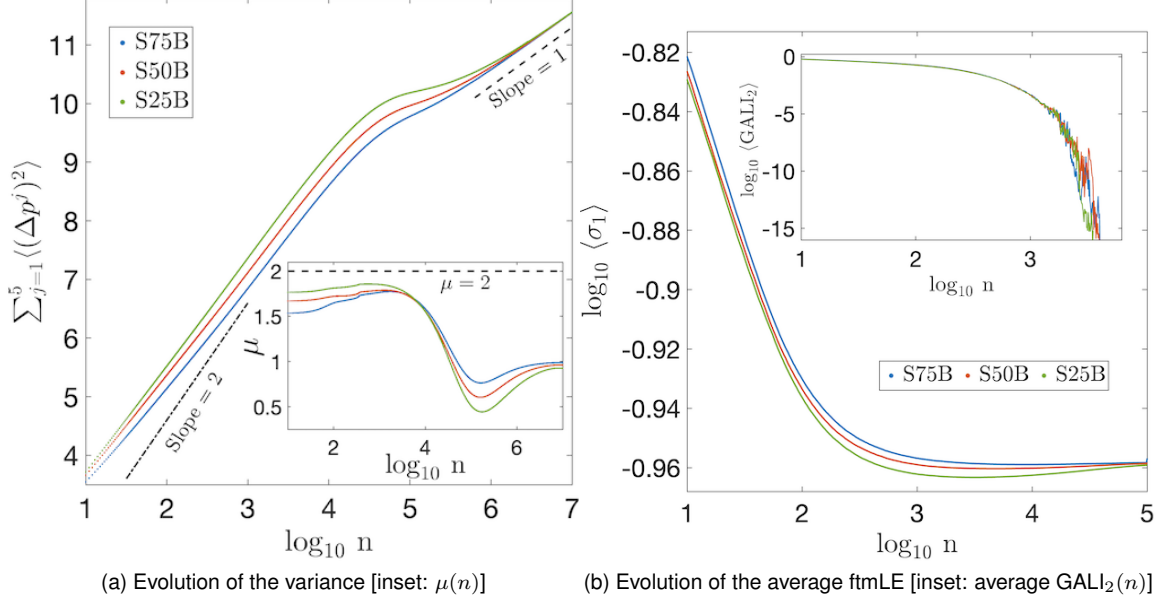 11
10
9
8
7
6
5
4
∑⁵ⱼ₌₁⟨(Δpʲ)²⟩
S75B
S50B
S25B
Slope = 1
Slope = 2
2
1.5
1
0.5
μ
μ = 2
2
4
6
log₁₀ n
1
2
3
4
5
6
7
log₁₀ n
(a) Evolution of the variance [inset: μ(n)]
-0.82
-0.84
-0.86
-0.88
-0.9
-0.92
-0.94
-0.96
log₁₀ ⟨σ₁⟩
0
-5
-10
-15
log₁₀ ⟨GALI₂⟩
1
2
3
log₁₀ n
S75B S50B S25B
1
2
3
4
5
log₁₀ n
(b) Evolution of the average ftmLE [inset: average GALI₂(n)]